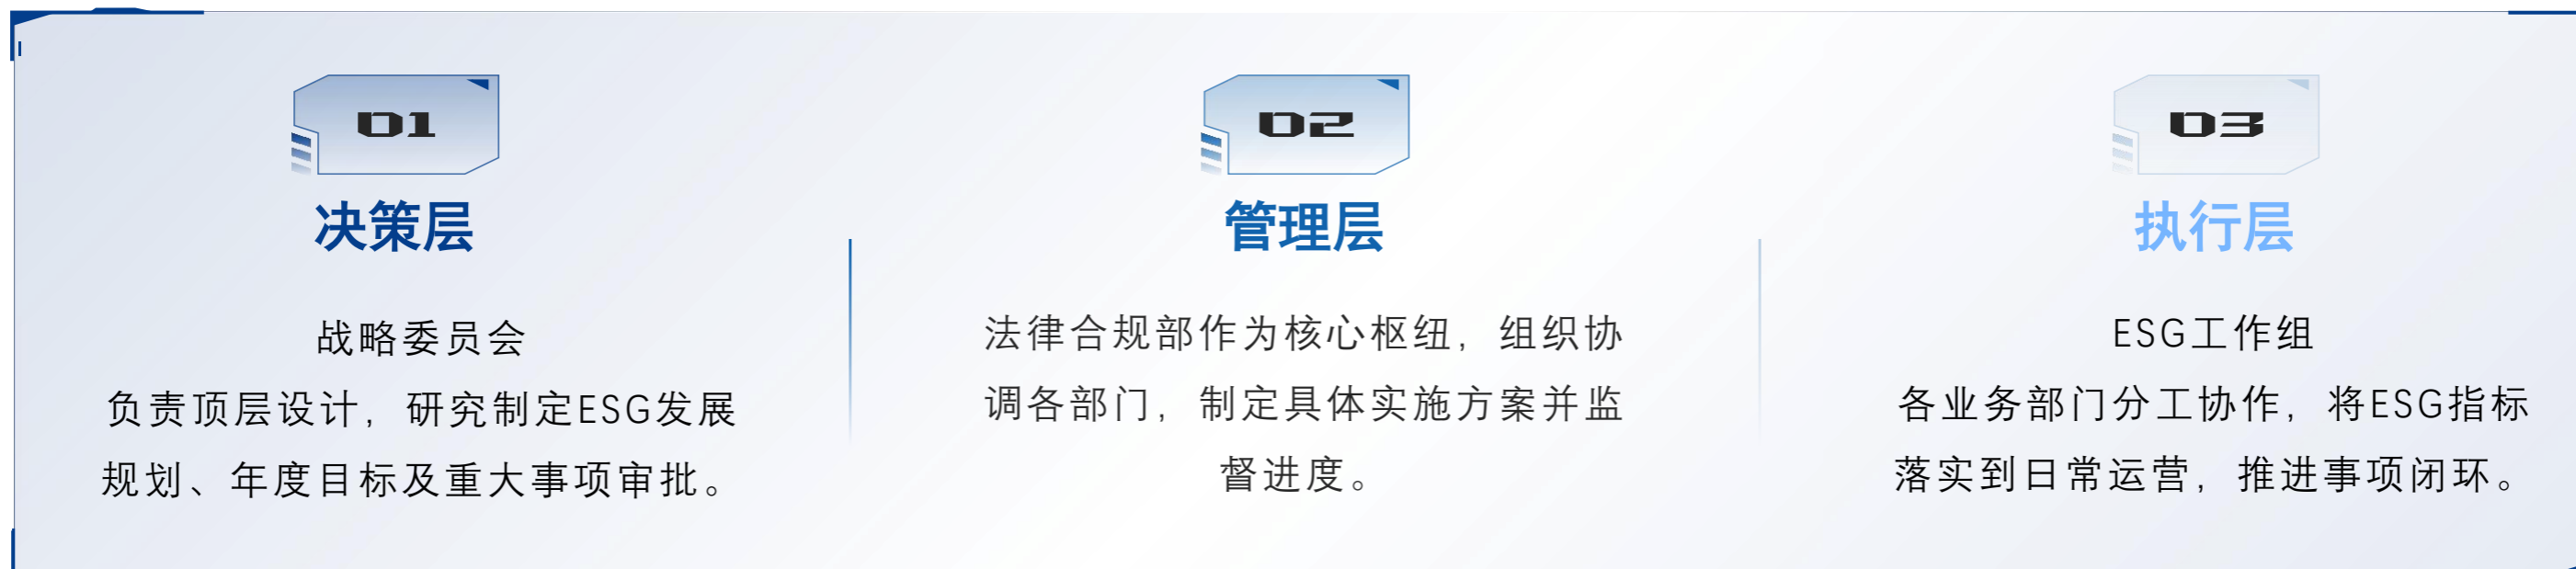 01
决策层
战略委员会
负责顶层设计，研究制定ESG发展
规划、年度目标及重大事项审批。
02
管理层
法律合规部作为核心枢纽，组织协
调各部门，制定具体实施方案并监
督进度。
03
执行层
ESG工作组
各业务部门分工协作，将ESG指标
落实到日常运营，推进事项闭环。